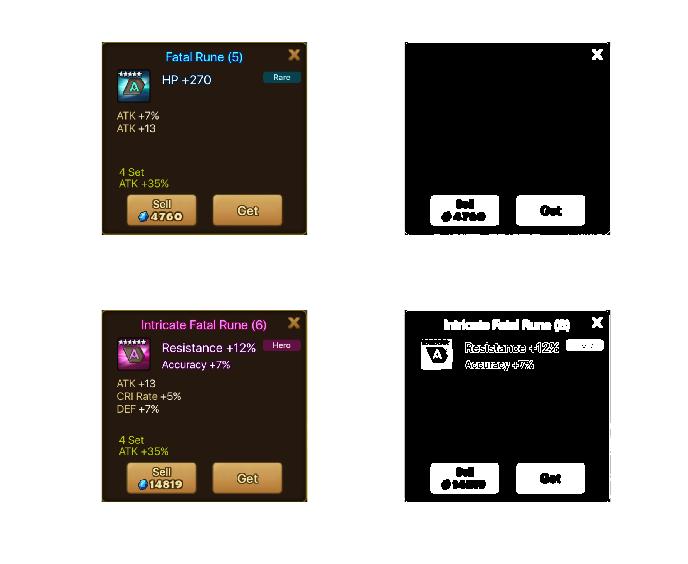 Fatal Rune (5) X X
A HP +270 Rare
ATK +7%
ATK +13
4 Set
ATK +35%
Sell Get Sell Get
4760 4760
Intricate Fatal Rune (6) X Intricate Fatal Rune (6) X
A Resistance +12% Hero A Resistance +12%
Accuracy +7% Accuracy +7%
ATK +13
CRI Rate +5%
DEF +7%
4 Set
ATK +35%
Sell Get Sell Get
14819